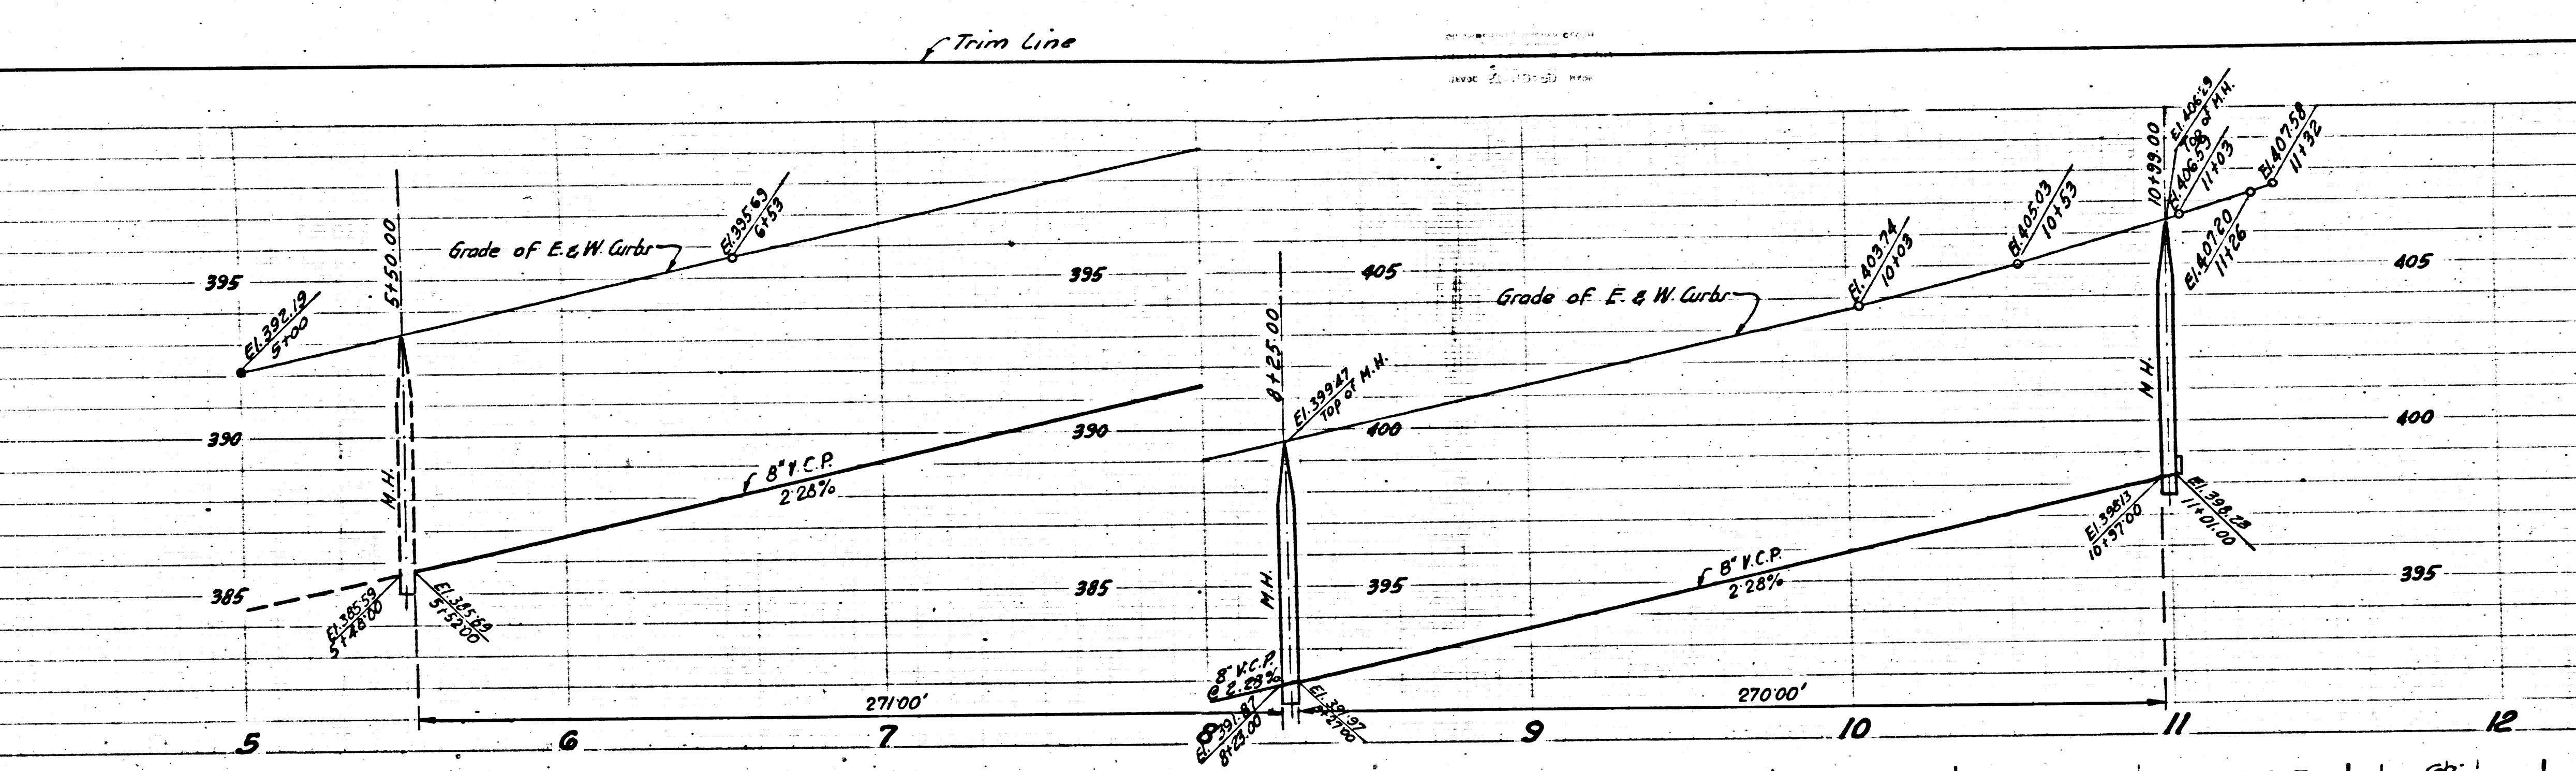 Trim Line
El. 406.29
Top of M.H.
10+99.00
El. 406.59
11+03
El. 407.58
11+32
El. 407.20
11+26
El. 405.03
10+53
El. 403.74
10+03
El. 395.69
6+53
5+50.00
Grade of E. & W. Curbs
395
395
405
405
El. 392.19
5+00
8+25.00
Grade of E. & W. Curbs
El. 399.47
Top of M.H.
390
390
400
400
M.H.
M.H.
M.H.
8" V.C.P.
2.28%
El. 398.13
10+97.00
El. 398.23
11+01.00
385
385
395
395
8" V.C.P.
2.28%
El. 385.59
5+48.00
El. 385.69
5+52.00
8" V.C.P.
@ 2.28%
El. 391.87
8+23.00
El. 391.97
8+27.00
271.00'
270.00'
5 6 7 8 9 10 11 12